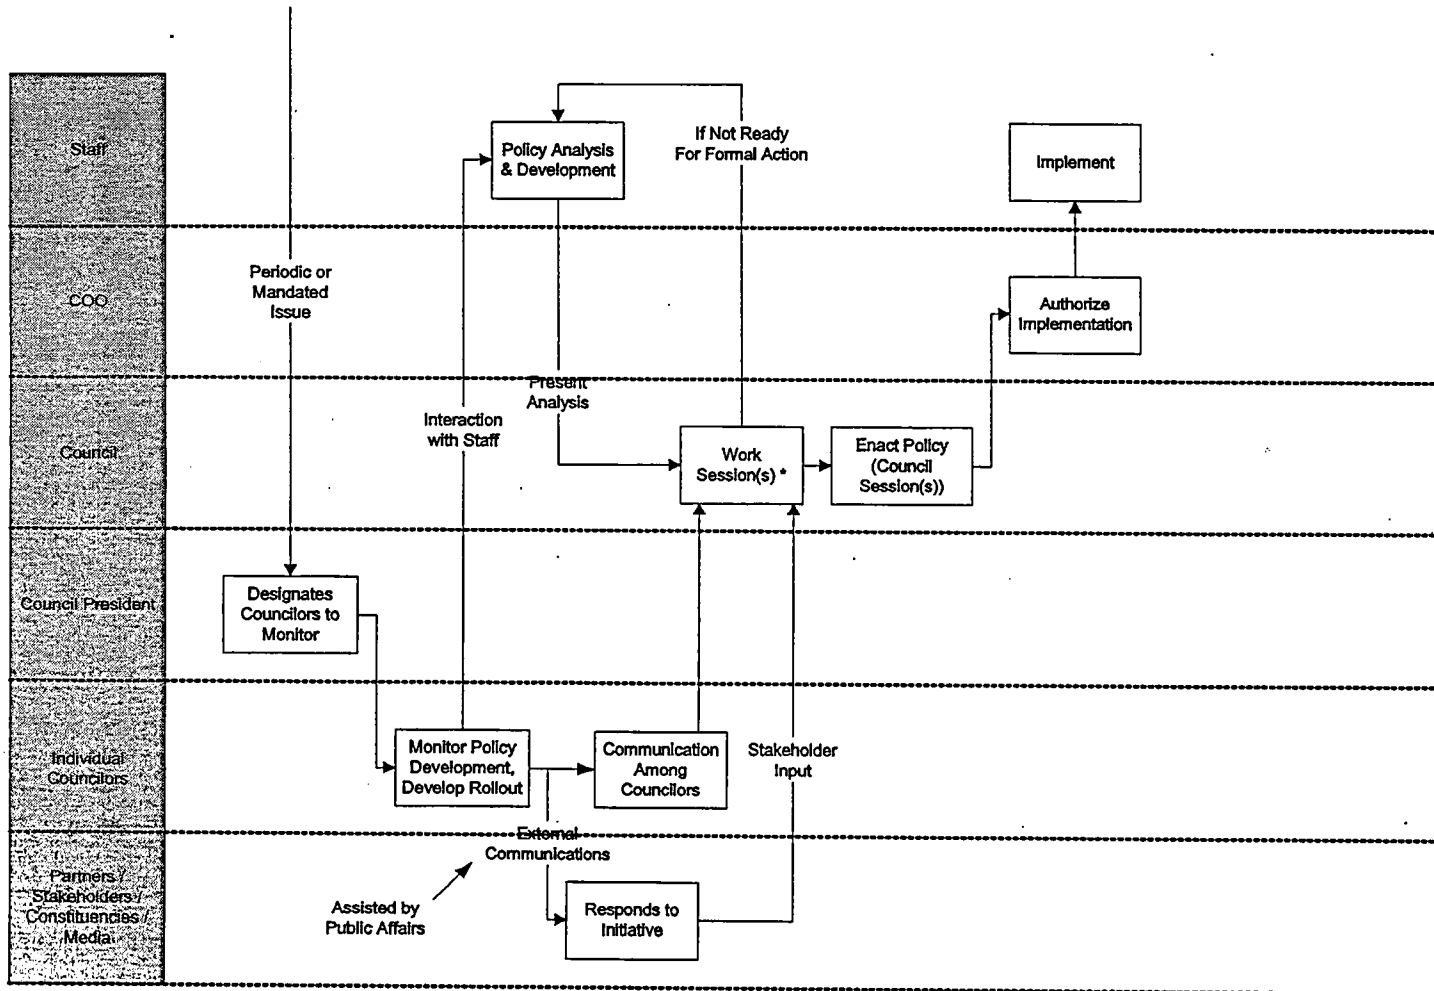 Staff
Policy Analysis
& Development
If Not Ready
For Formal Action
Implement
COO
Periodic or
Mandated
Issue
Authorize
Implementation
Council
Interaction
with Staff
Present
Analysis
Work
Session(s) *
Enact Policy
(Council
Session(s))
Council President
Designates
Councilors to
Monitor
Individual
Councilors
Monitor Policy
Development,
Develop Rollout
Communication
Among
Councilors
Stakeholder
Input
Partners /
Stakeholders /
Constituencies /
Media
External
Communications
Assisted by
Public Affairs
Responds to
Initiative